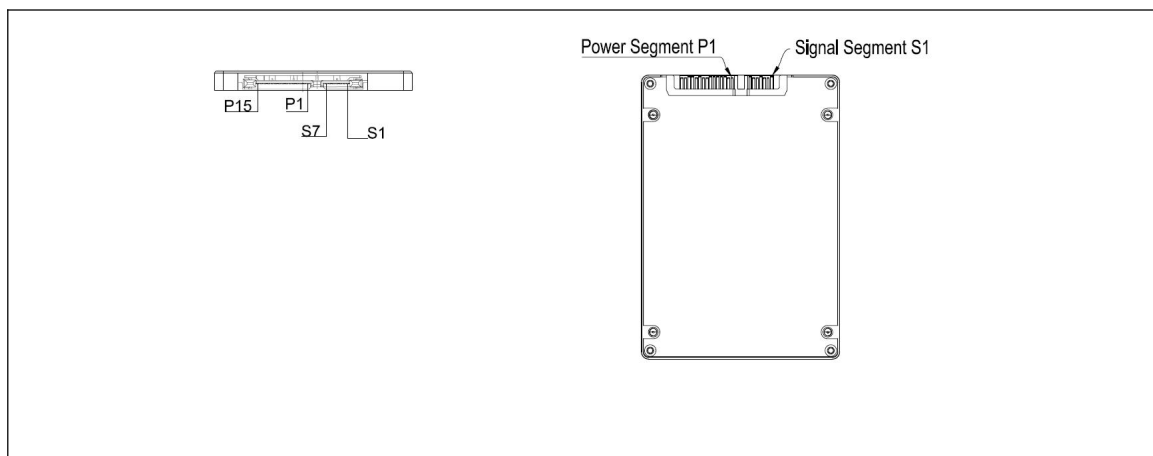 Power Segment P1
Signal Segment S1
P15
P1
S7
S1